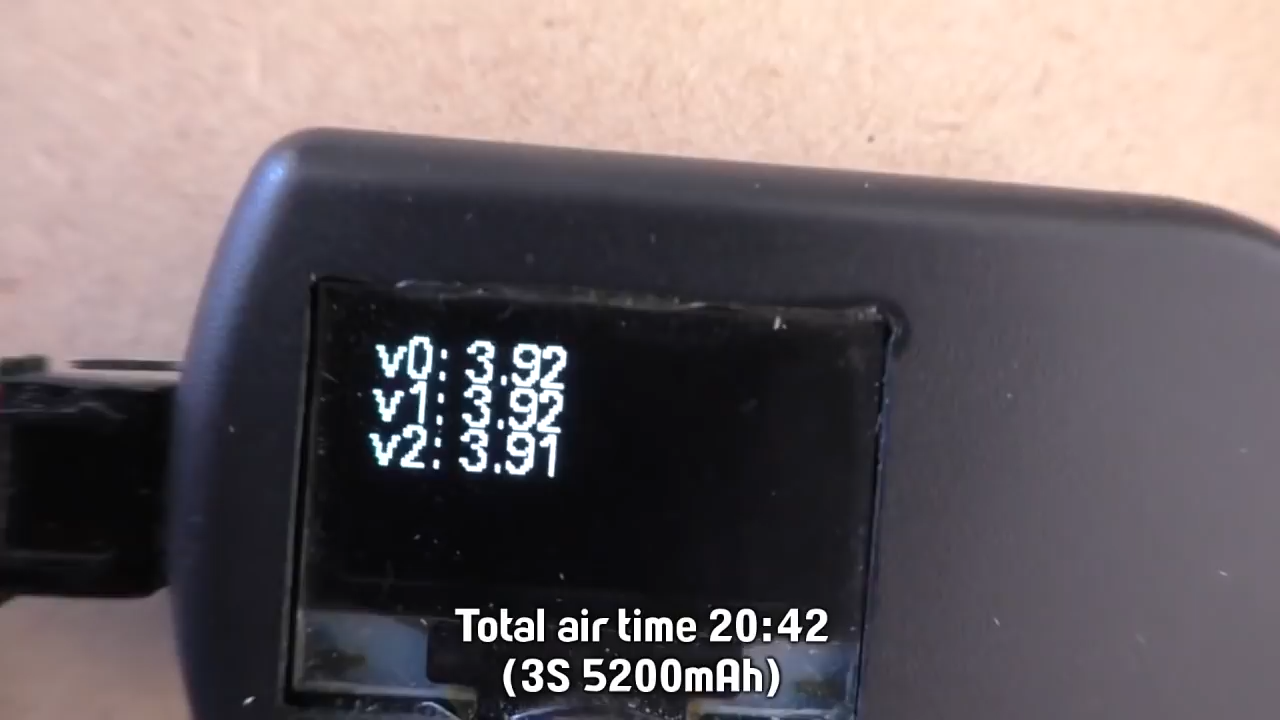 v0: 3.92
v1: 3.92
v2: 3.91
Total air time 20:42
(3S 5200mAh)